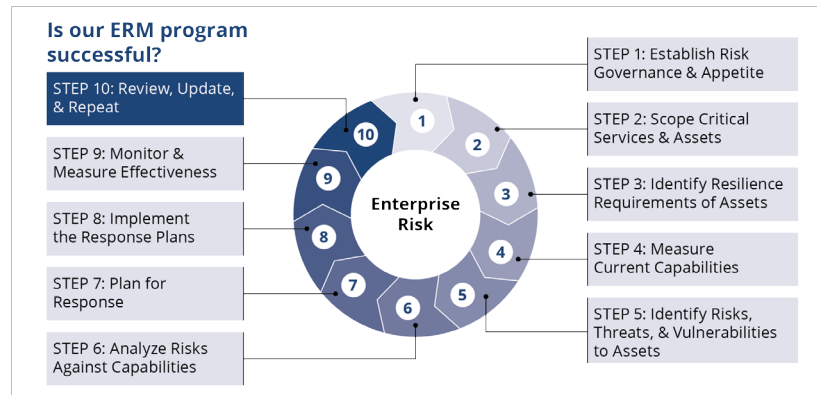 Is our ERM program
successful?
STEP 10: Review, Update,
& Repeat
STEP 9: Monitor &
Measure Effectiveness
STEP 8: Implement
the Response Plans
STEP 7: Plan for
Response
STEP 6: Analyze Risks
Against Capabilities
1
2
3
4
5
6
7
8
9
10
Enterprise
Risk
STEP 1: Establish Risk
Governance & Appetite
STEP 2: Scope Critical
Services & Assets
STEP 3: Identify Resilience
Requirements of Assets
STEP 4: Measure
Current Capabilities
STEP 5: Identify Risks,
Threats, & Vulnerabilities
to Assets